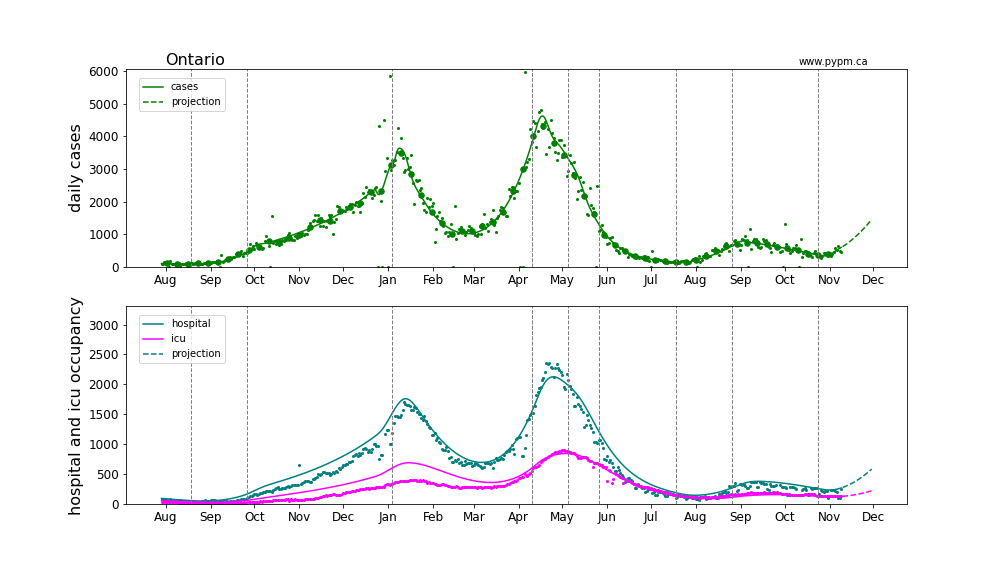 Ontario
www.pypm.ca
daily cases
6000
5000
4000
3000
2000
1000
0
cases
projection
Aug Sep Oct Nov Dec Jan Feb Mar Apr May Jun Jul Aug Sep Oct Nov Dec
hospital and icu occupancy
3000
2500
2000
1500
1000
500
0
hospital
icu
projection
Aug Sep Oct Nov Dec Jan Feb Mar Apr May Jun Jul Aug Sep Oct Nov Dec